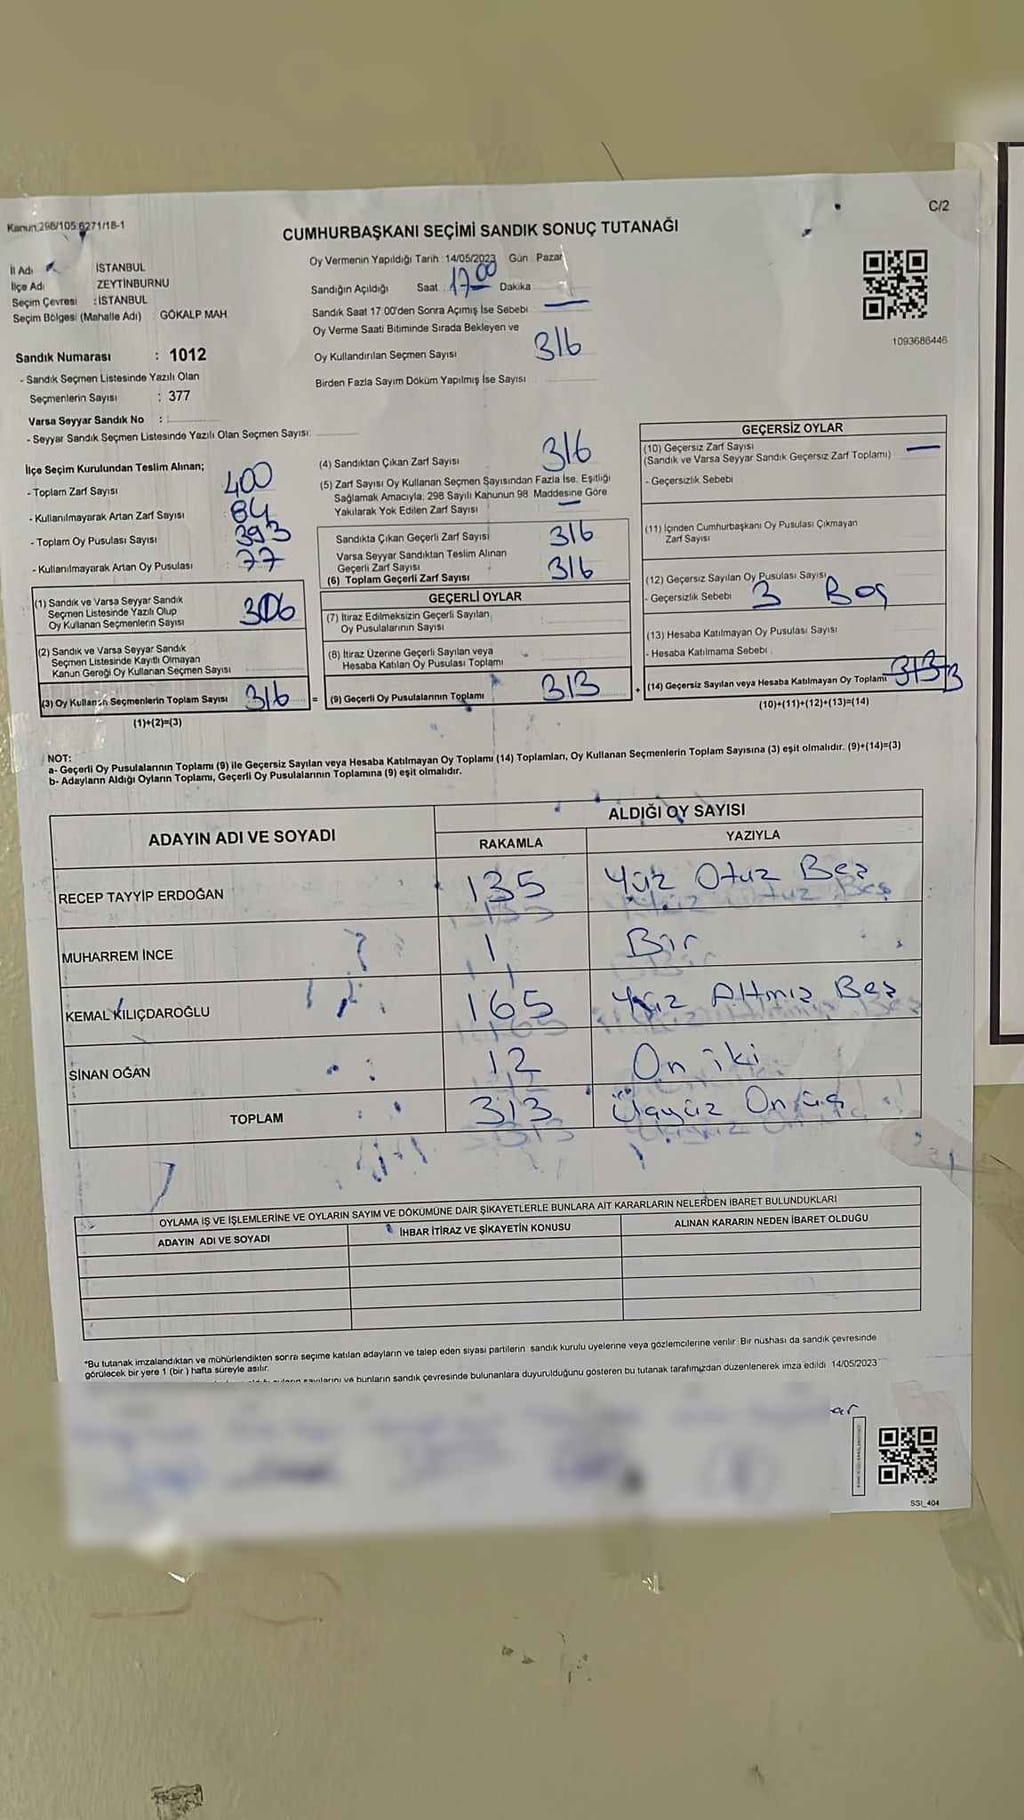 Kanun:298/105 6271/18-1
C/2
CUMHURBAŞKANI SEÇİMİ SANDIK SONUÇ TUTANAĞI
İl Adı : İSTANBUL
İlçe Adı ZEYTİNBURNU
Seçim Çevresi : İSTANBUL
Seçim Bölgesi (Mahalle Adı) : GÖKALP MAH
Oy Vermenin Yapıldığı Tarih : 14/05/2023 Gün Pazar
Sandığın Açıldığı Saat : 17.00 Dakika
Sandık Saat 17 00'den Sonra Açımış İse Sebebi
Oy Verme Saati Bitiminde Sırada Bekleyen ve
Oy Kullandırılan Seçmen Sayısı 316
Birden Fazla Sayım Döküm Yapılmış İse Sayısı
1093686446
Sandık Numarası : 1012
- Sandık Seçmen Listesinde Yazılı Olan
Seçmenlerin Sayısı : 377
Varsa Seyyar Sandık No :
- Seyyar Sandık Seçmen Listesinde Yazılı Olan Seçmen Sayısı:
İlçe Seçim Kurulundan Teslim Alınan;
- Toplam Zarf Sayısı 400
- Kullanılmayarak Artan Zarf Sayısı 84
- Toplam Oy Pusulası Sayısı 393
- Kullanılmayarak Artan Oy Pusulası 77
(1) Sandık ve Varsa Seyyar Sandık
Seçmen Listesinde Yazılı Olup
Oy Kullanan Seçmenlerin Sayısı
(2) Sandık ve Varsa Seyyar Sandık
Seçmen Listesinde Kayıtlı Olmayan
Kanun Gereği Oy Kullanan Seçmen Sayısı
(3) Oy Kullanan Seçmenlerin Toplam Sayısı 316 =
(1)+(2)=(3)
(4) Sandıktan Çıkan Zarf Sayısı 316
(5) Zarf Sayısı Oy Kullanan Seçmen Sayısından Fazla İse, Eşitliği
Sağlamak Amacıyla, 298 Sayılı Kanunun 98 Maddesine Göre
Yakılarak Yok Edilen Zarf Sayısı
Sandıkta Çıkan Geçerli Zarf Sayısı 316
Varsa Seyyar Sandıktan Teslim Alınan
Geçerli Zarf Sayısı
(6) Toplam Geçerli Zarf Sayısı 316
GEÇERLİ OYLAR
(7) İtiraz Edilmeksizin Geçerli Sayılan
Oy Pusulalarının Sayısı
(8) İtiraz Üzerine Geçerli Sayılan veya
Hesaba Katılan Oy Pusulası Toplamı
(9) Geçerli Oy Pusulalarının Toplamı 313 +
GEÇERSİZ OYLAR
(10) Geçersiz Zarf Sayısı
(Sandık ve Varsa Seyyar Sandık Geçersiz Zarf Toplamı)
- Geçersizlik Sebebi
(11) İçinden Cumhurbaşkanı Oy Pusulası Çıkmayan
Zarf Sayısı
(12) Geçersiz Sayılan Oy Pusulası Sayısı
- Geçersizlik Sebebi 3 Boş
(13) Hesaba Katılmayan Oy Pusulası Sayısı
- Hesaba Katılmama Sebebi
(14) Geçersiz Sayılan veya Hesaba Katılmayan Oy Toplamı 313 3
(10)+(11)+(12)+(13)=(14)
NOT:
a- Geçerli Oy Pusulalarının Toplamı (9) ile Geçersiz Sayılan veya Hesaba Katılmayan Oy Toplamı (14) Toplamları, Oy Kullanan Seçmenlerin Toplam Sayısına (3) eşit olmalıdır. (9)+(14)=(3)
b- Adayların Aldığı Oyların Toplamı, Geçerli Oy Pusulalarının Toplamına (9) eşit olmalıdır.
ADAYIN ADI VE SOYADI
ALDIĞI OY SAYISI
RAKAMLA YAZIYLA
RECEP TAYYİP ERDOĞAN 135 Yüz Otuz Beş
MUHARREM İNCE 1 Bir
KEMAL KILIÇDAROĞLU 165 Yüz Altmış Beş
SİNAN OĞAN 12 On iki
TOPLAM 313 Üçyüz On üç
OYLAMA İŞ VE İŞLEMLERİNE VE OYLARIN SAYIM VE DÖKÜMÜNE DAİR ŞİKAYETLERLE BUNLARA AİT KARARLARIN NELERDEN İBARET BULUNDUKLARI
ADAYIN ADI VE SOYADI İHBAR İTİRAZ VE ŞİKAYETİN KONUSU ALINAN KARARIN NEDEN İBARET OLDUĞU
*Bu tutanak imzalandıktan ve mühürlendikten sonra seçime katılan adayların ve talep eden siyasi partilerin sandık kurulu üyelerine veya gözlemcilerine verilir. Bir nüshası da sandık çevresinde
görülecek bir yere 1 (bir) hafta süreyle asılır.
sayılarını ve bunların sandık çevresinde bulunanlara duyurulduğunu gösteren bu tutanak tarafımızdan düzenlenerek imza edildi. 14/05/2023
SSI_404